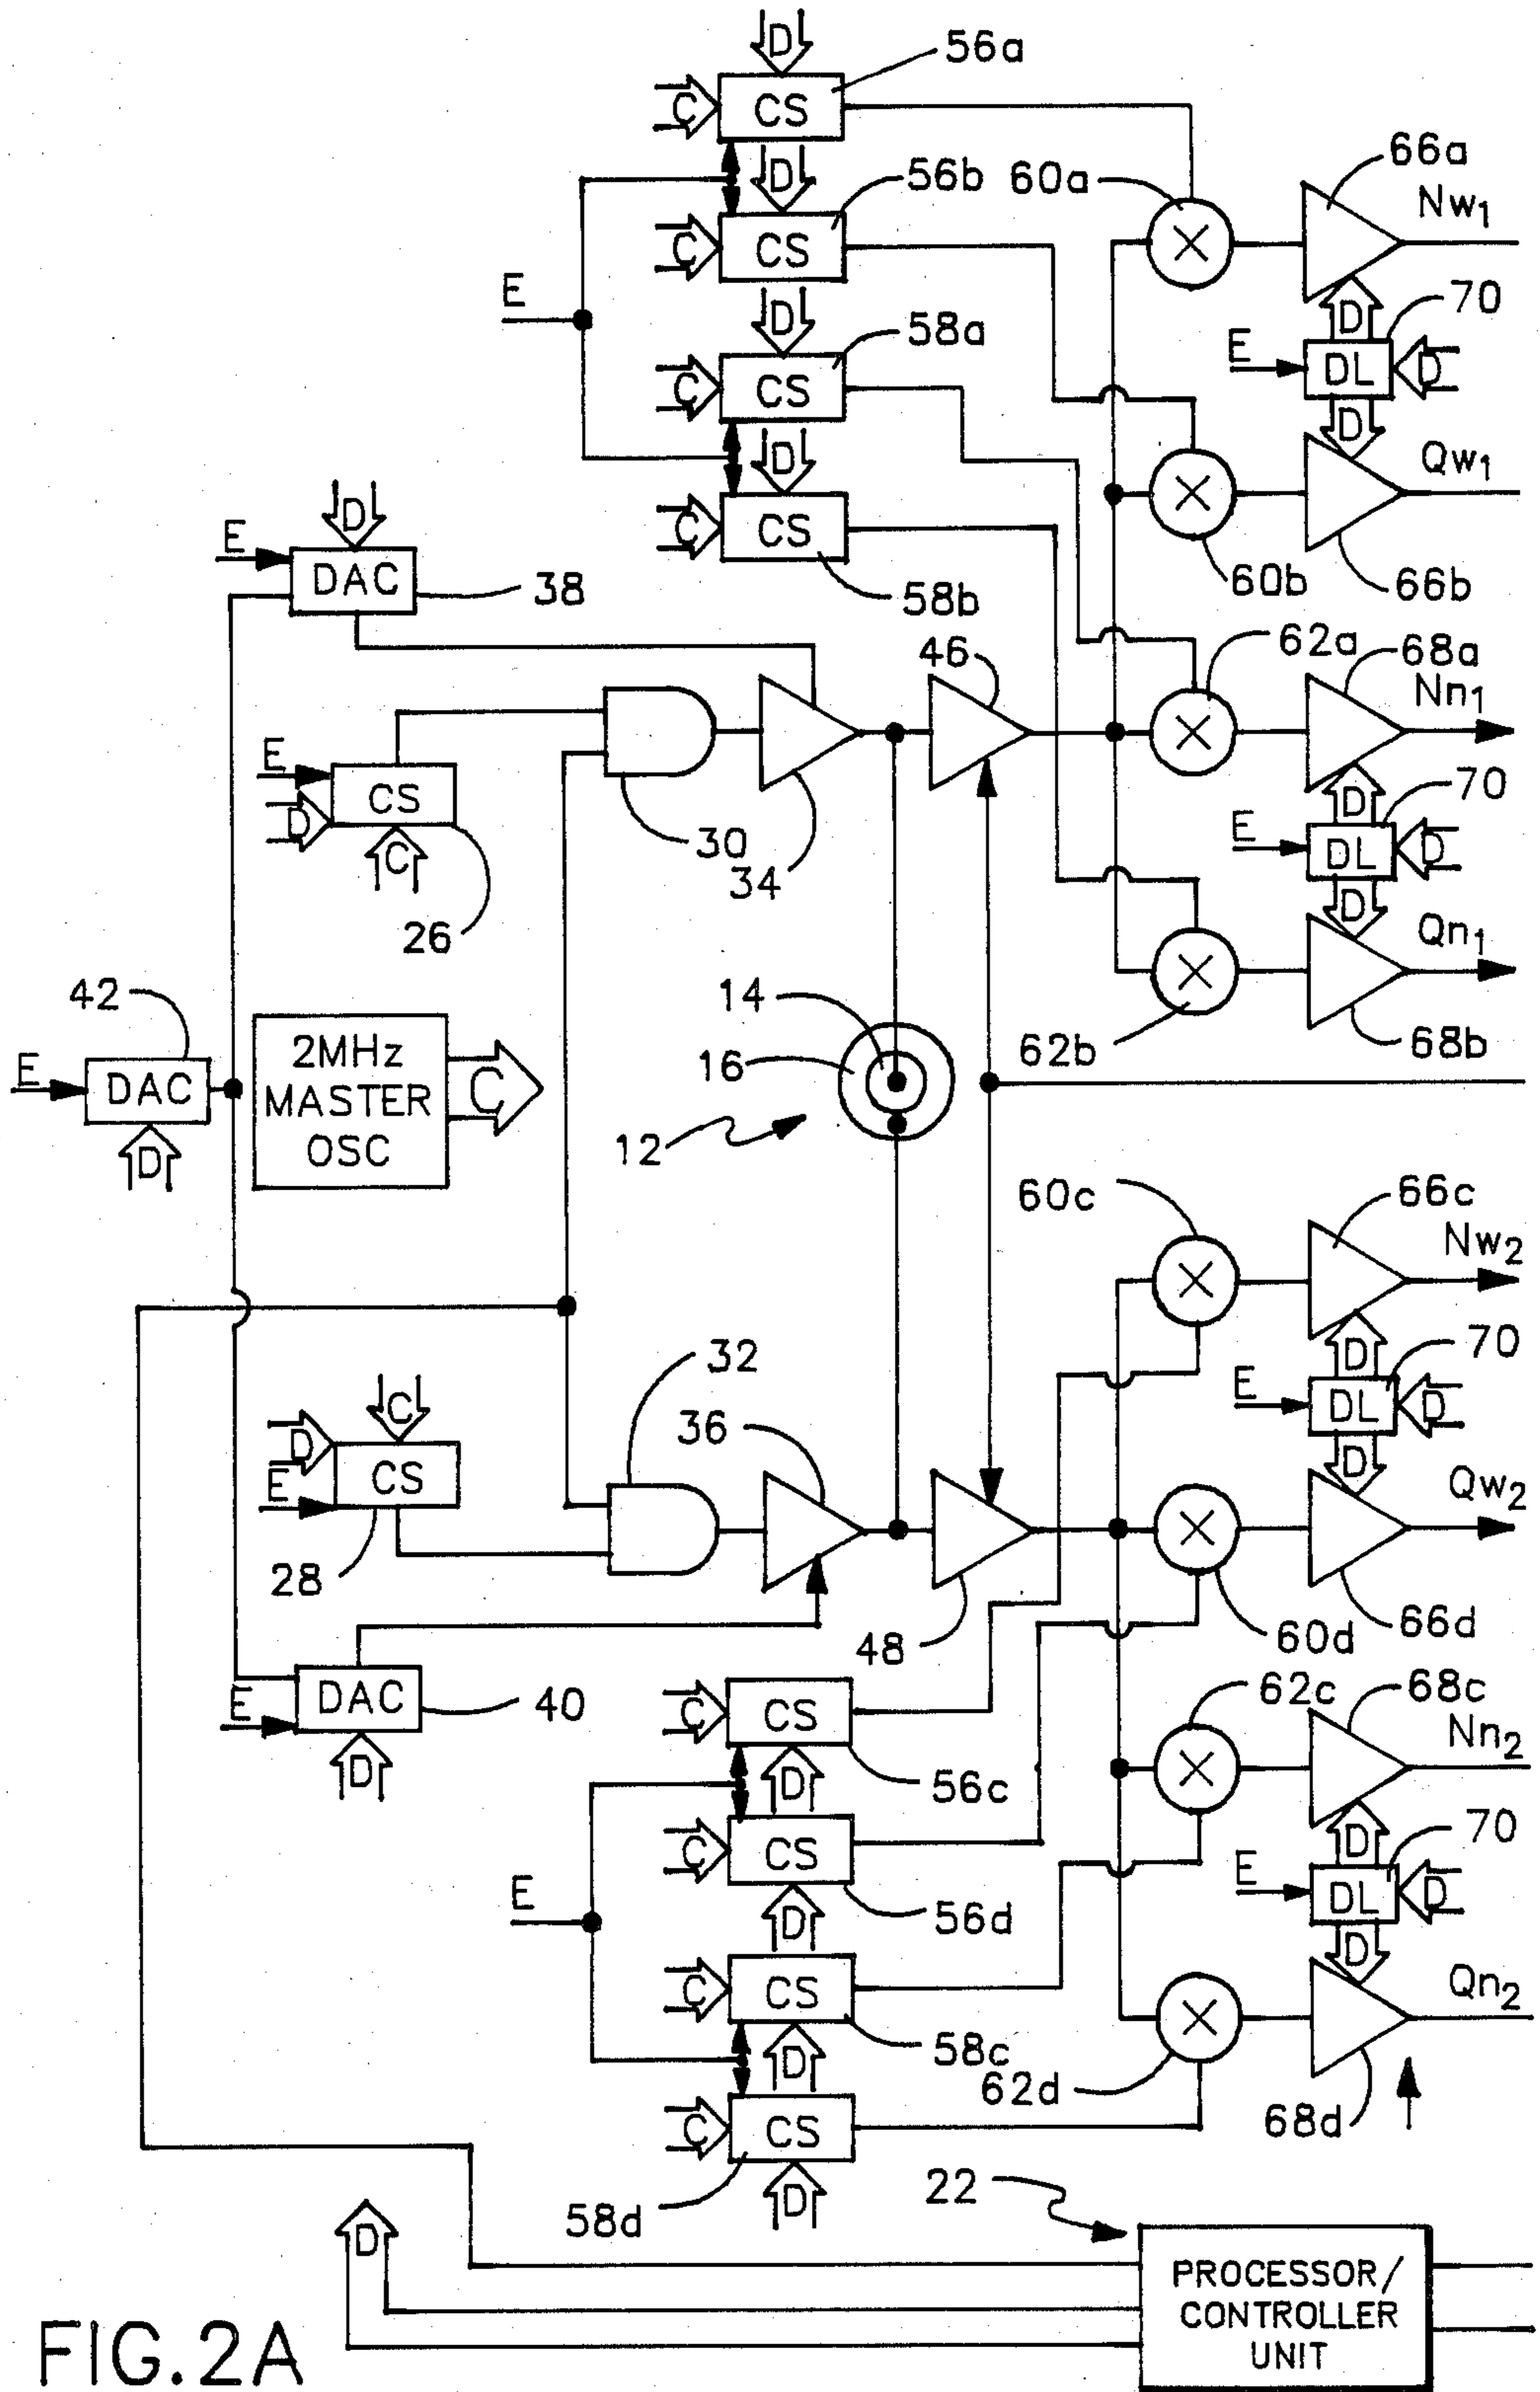 D
56a
C CS
D
56b 60a
66a
Nw1
C CS
X
E
D
D 70
58a
E DL D
C CS
D
D
Qw1
D
C CS
X
E
DAC
38
58b
60b
66b
46
62a
68a
Nn1
X
E
CS
D
C
30
34
D 70
E DL D
D
26
Qn1
X
42
14
E DAC
D
2MHz
MASTER
OSC
C
16
62b
68b
12
60c
66c
Nw2
X
32
D 70
E DL D
D
C
D
E
CS
36
Qw2
X
28
48
60d
66d
DAC
E
D
40
C CS
62c
68c
Nn2
56c
D
X
C CS
D 70
E
56d
E DL D
D
D
C CS
Qn2
X
58c
D
62d
C CS
68d
58d
D
22
D
PROCESSOR/
CONTROLLER
UNIT
FIG.2A